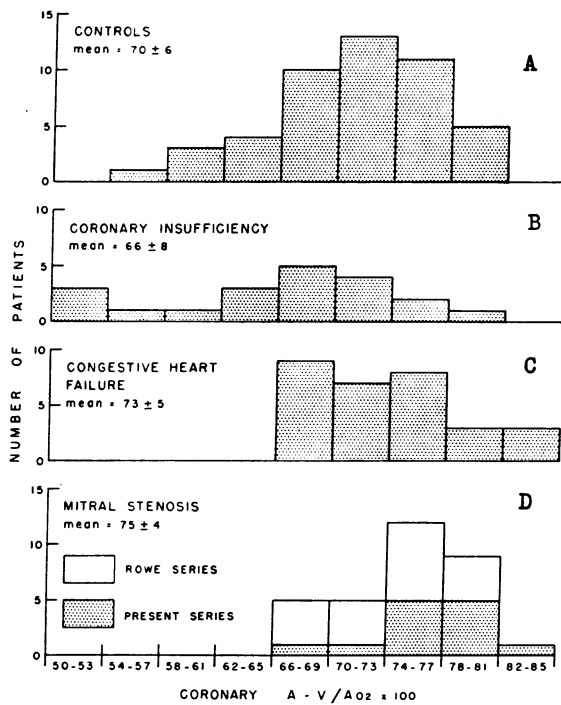 15
10
5
0
CONTROLS
mean = 70 ± 6
A
10
5
0
CORONARY INSUFFICIENCY
mean = 66 ± 8
B
10
5
0
CONGESTIVE HEART
FAILURE
mean = 73 ± 5
C
15
10
5
0
MITRAL STENOSIS
mean = 75 ± 4
D
ROWE SERIES
PRESENT SERIES
NUMBER OF PATIENTS
50-53 54-57 58-61 62-65 66-69 70-73 74-77 78-81 82-85
CORONARY A - V/AO2 x 100